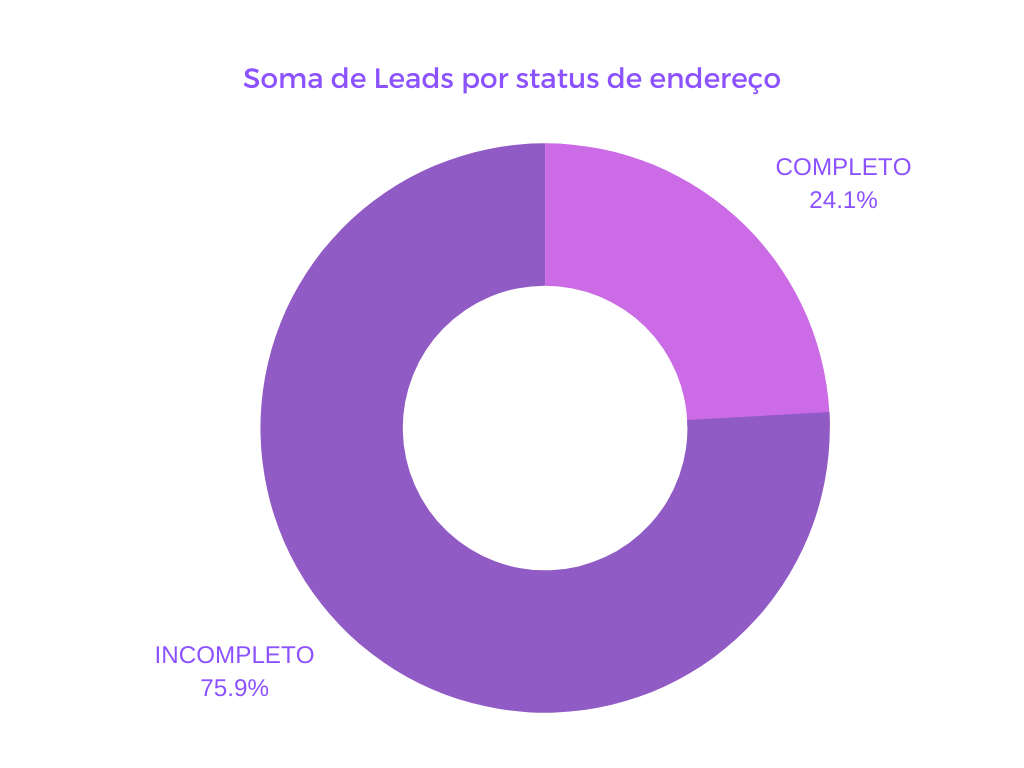 Soma de Leads por status de endereço
COMPLETO
24.1%
INCOMPLETO
75.9%